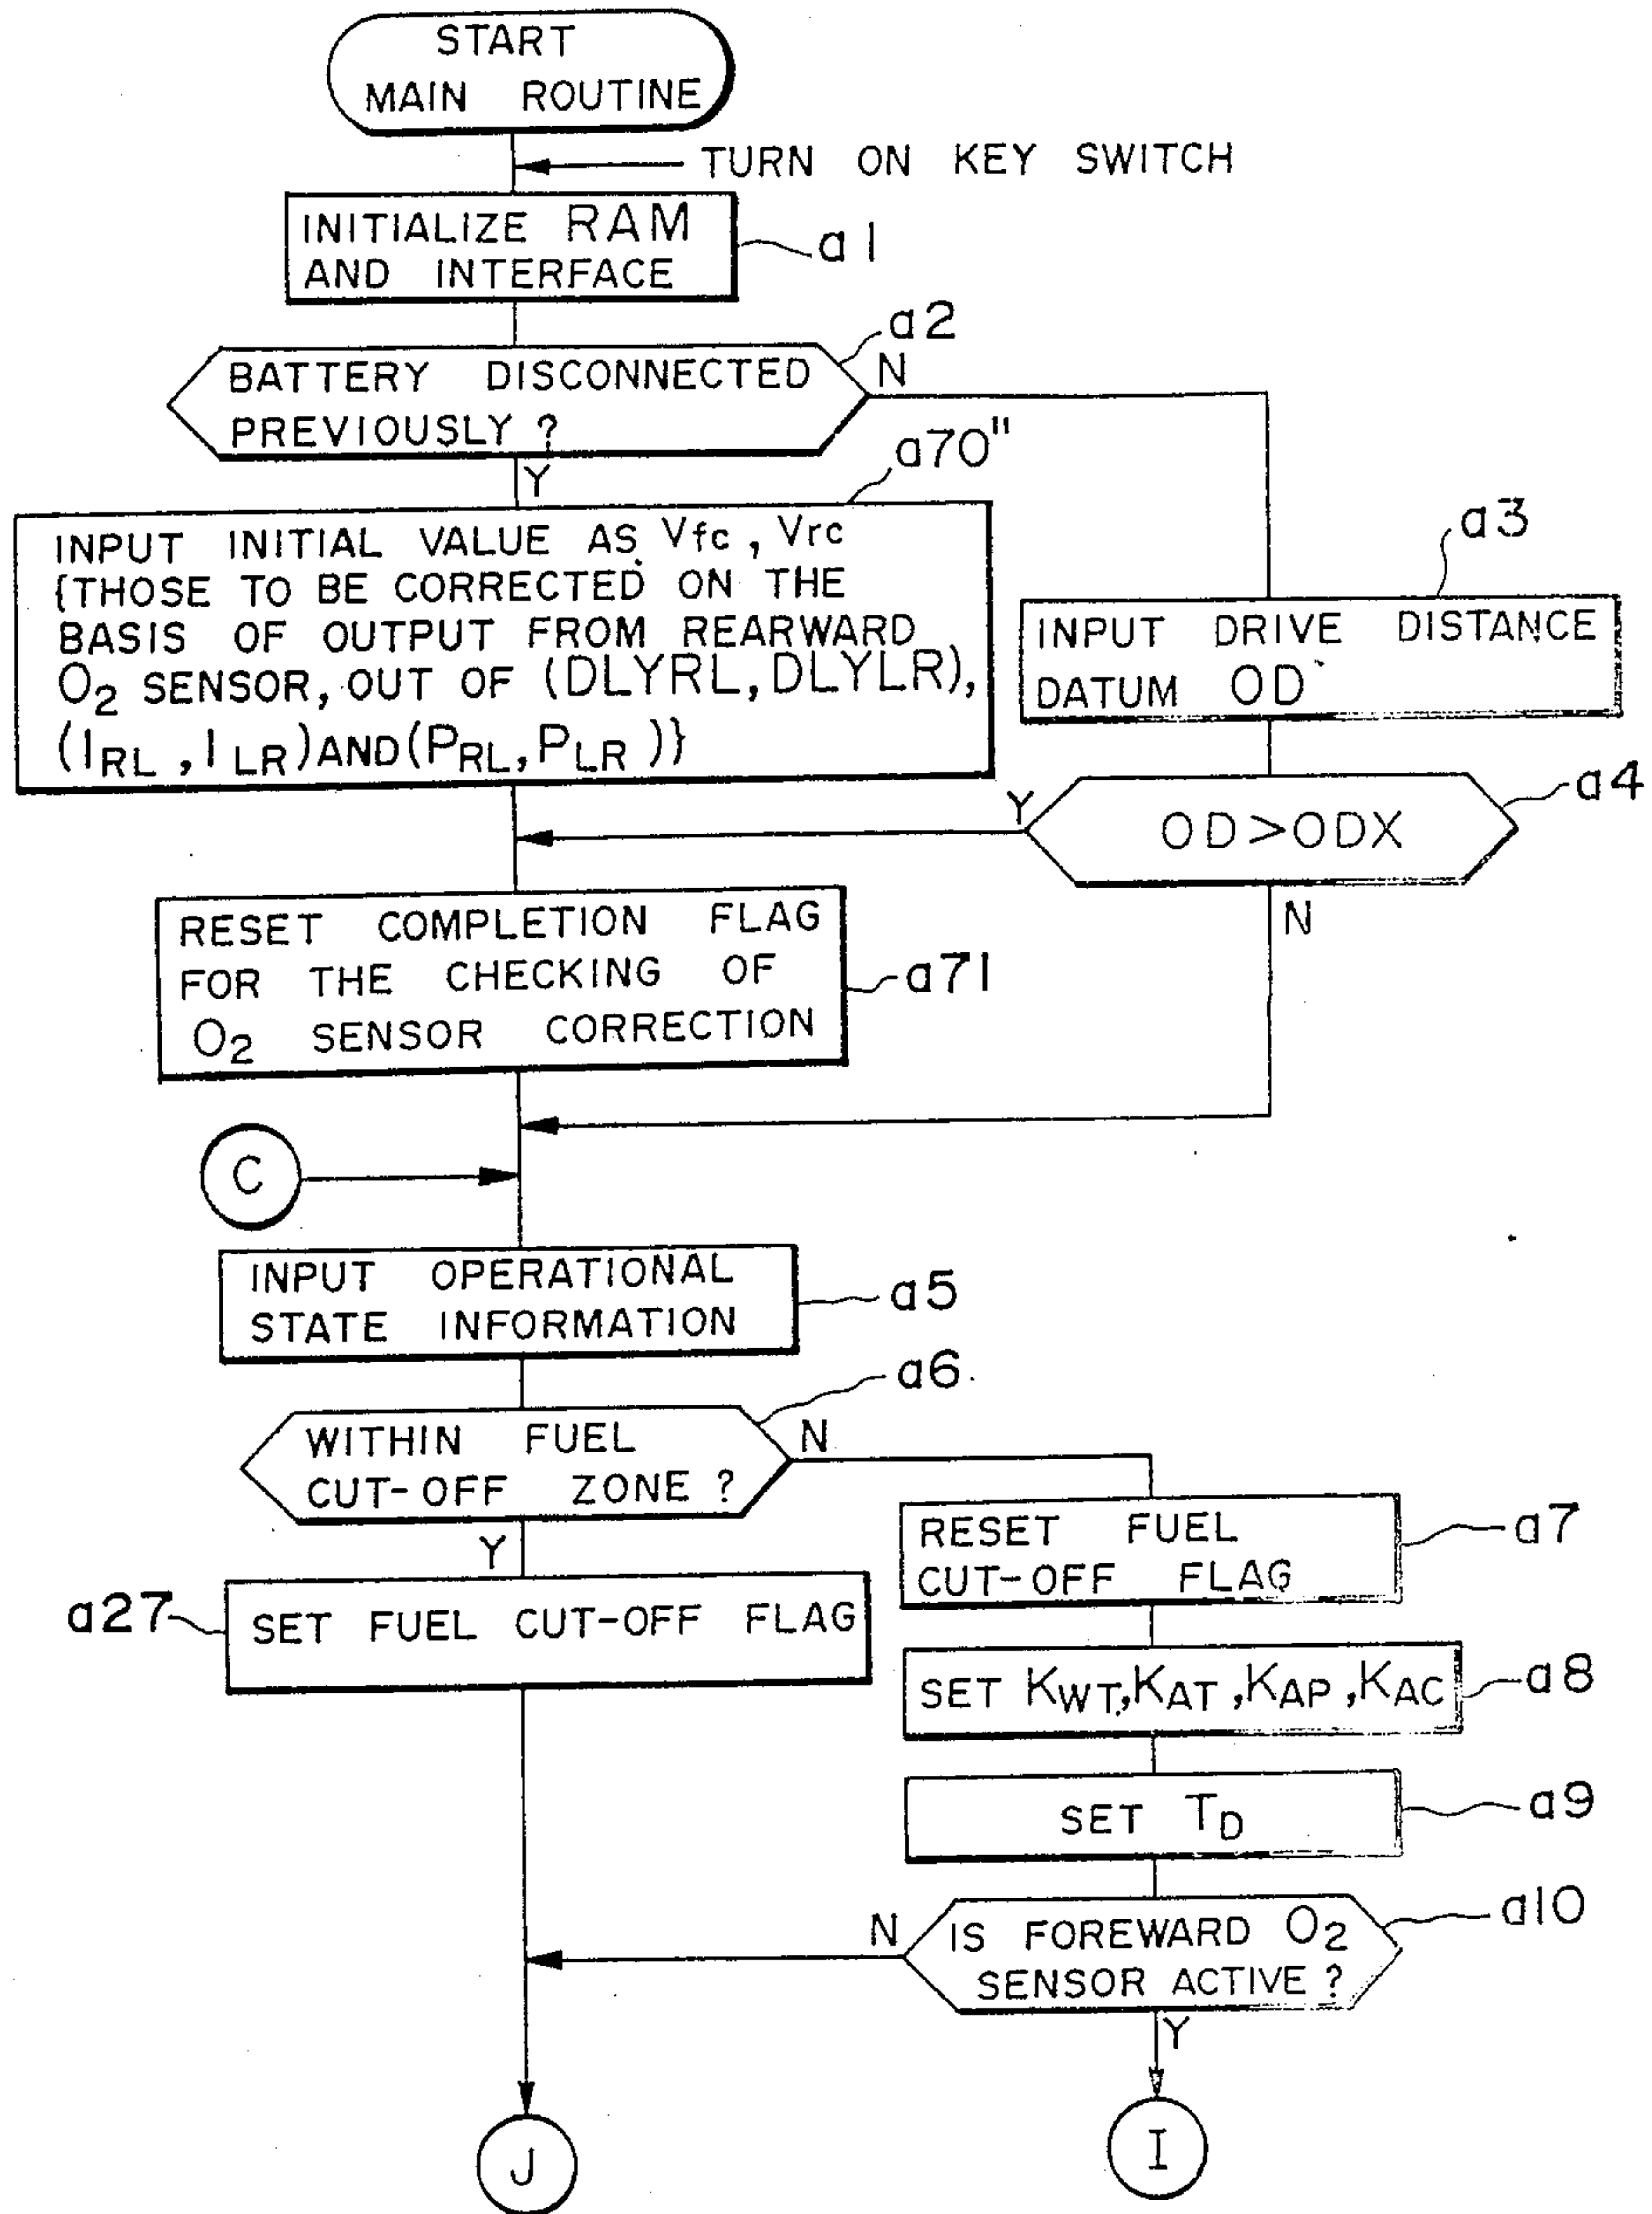 START
MAIN ROUTINE
TURN ON KEY SWITCH
INITIALIZE RAM
AND INTERFACE
a1
a2
BATTERY DISCONNECTED
PREVIOUSLY ?
N
Y
a70"
INPUT INITIAL VALUE AS Vfc, Vrc
{THOSE TO BE CORRECTED ON THE
BASIS OF OUTPUT FROM REARWARD
O2 SENSOR, OUT OF (DLYRL, DLYLR),
(IRL, ILR) AND (PRL, PLR)}
a3
INPUT DRIVE DISTANCE
DATUM OD
a4
OD>ODX
Y
N
RESET COMPLETION FLAG
FOR THE CHECKING OF
O2 SENSOR CORRECTION
a71
C
INPUT OPERATIONAL
STATE INFORMATION
a5
a6
WITHIN FUEL
CUT-OFF ZONE ?
N
Y
RESET FUEL
CUT-OFF FLAG
a7
a27
SET FUEL CUT-OFF FLAG
SET KWT, KAT, KAP, KAC
a8
SET TD
a9
IS FOREWARD O2
SENSOR ACTIVE ?
a10
N
Y
J
I